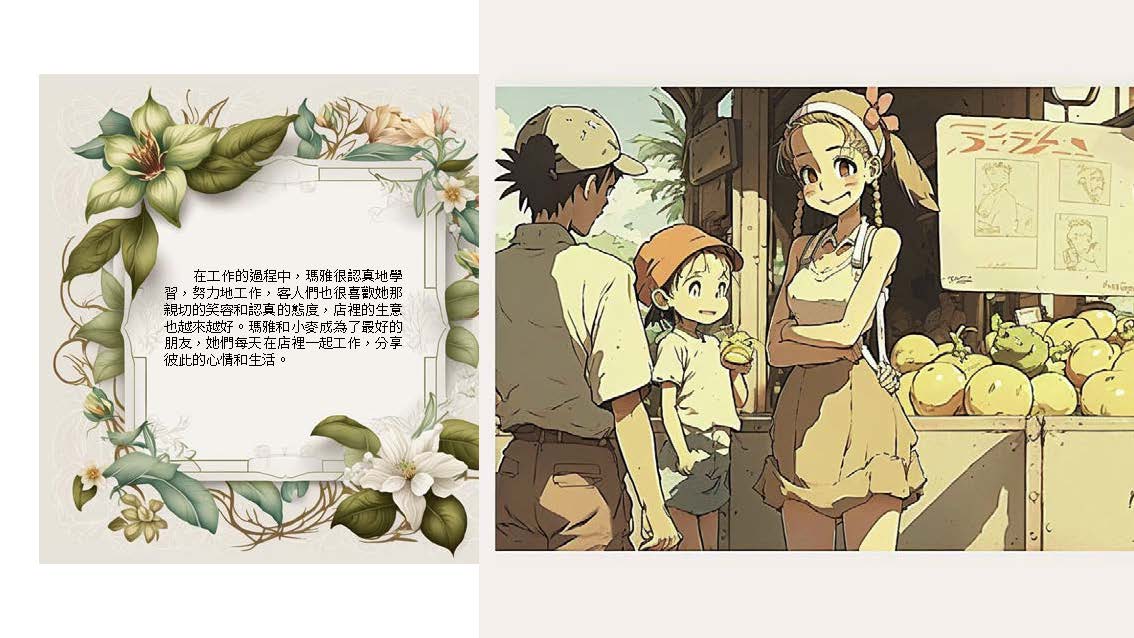 在工作的過程中，瑪雅很認真地學
習，努力地工作，客人們也很喜歡她那
親切的笑容和認真的態度，店裡的生意
也越來越好。瑪雅和小麥成為了最好的
朋友，她們每天在店裡一起工作，分享
彼此的心情和生活。